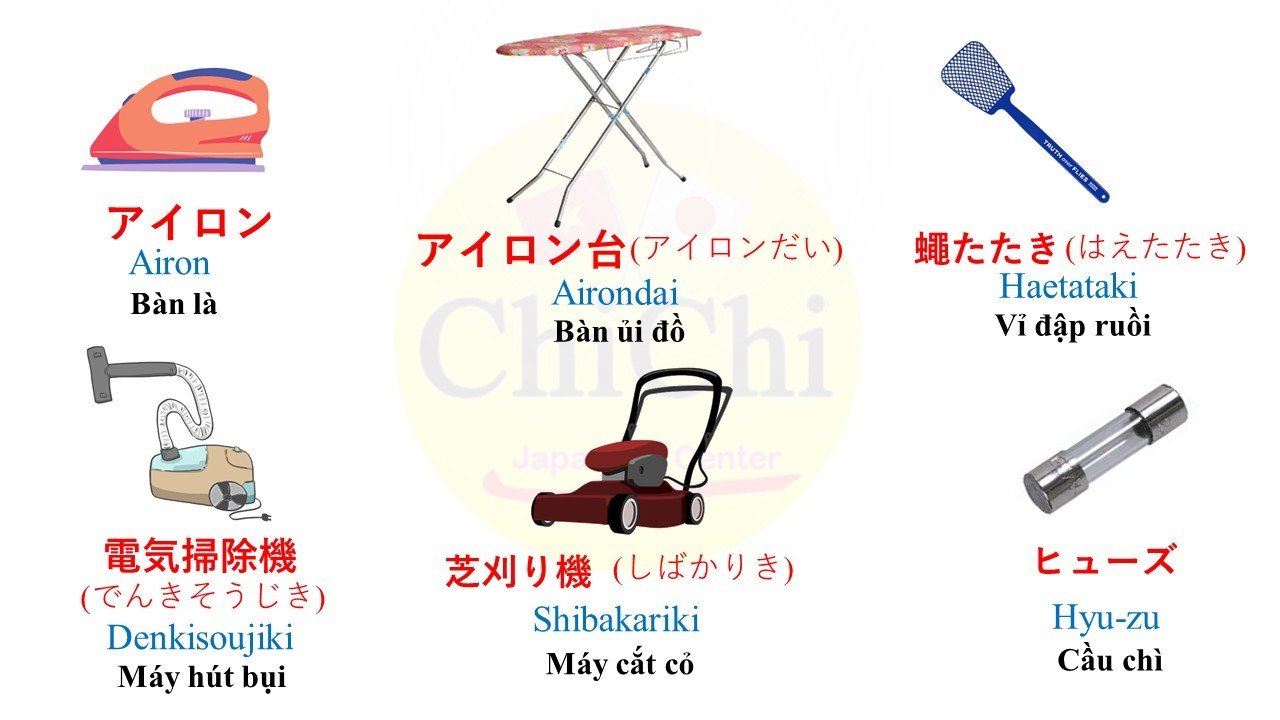 TRUTH over FLIES
アイロン
Airon
Bàn là
アイロン台(アイロンだい)
Airondai
Bàn ủi đồ
蠅たたき(はえたたき)
Haetataki
Vỉ đập ruồi
ChiChi
電気掃除機
(でんきそうじき)
Denkisoujiki
Máy hút bụi
芝刈り機 (しばかりき)
Shibakariki
Máy cắt cỏ
ヒューズ
Hyu-zu
Cầu chì
Center